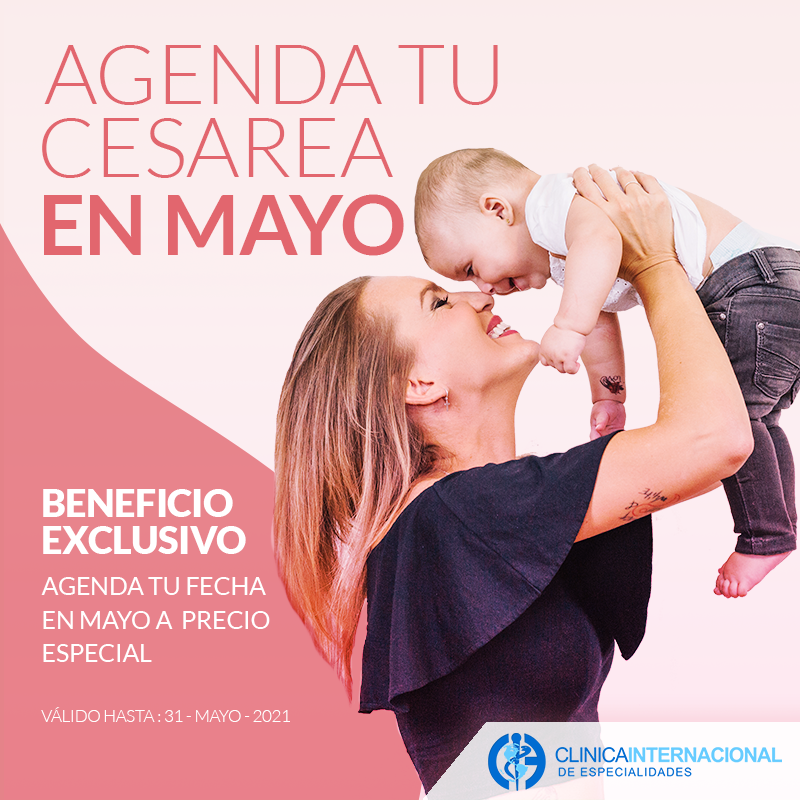 AGENDA TU
CESAREA
EN MAYO
BENEFICIO
EXCLUSIVO
AGENDA TU FECHA
EN MAYO A PRECIO
ESPECIAL
VÁLIDO HASTA : 31 - MAYO - 2021
CLINICAINTERNACIONAL
DE ESPECIALIDADES